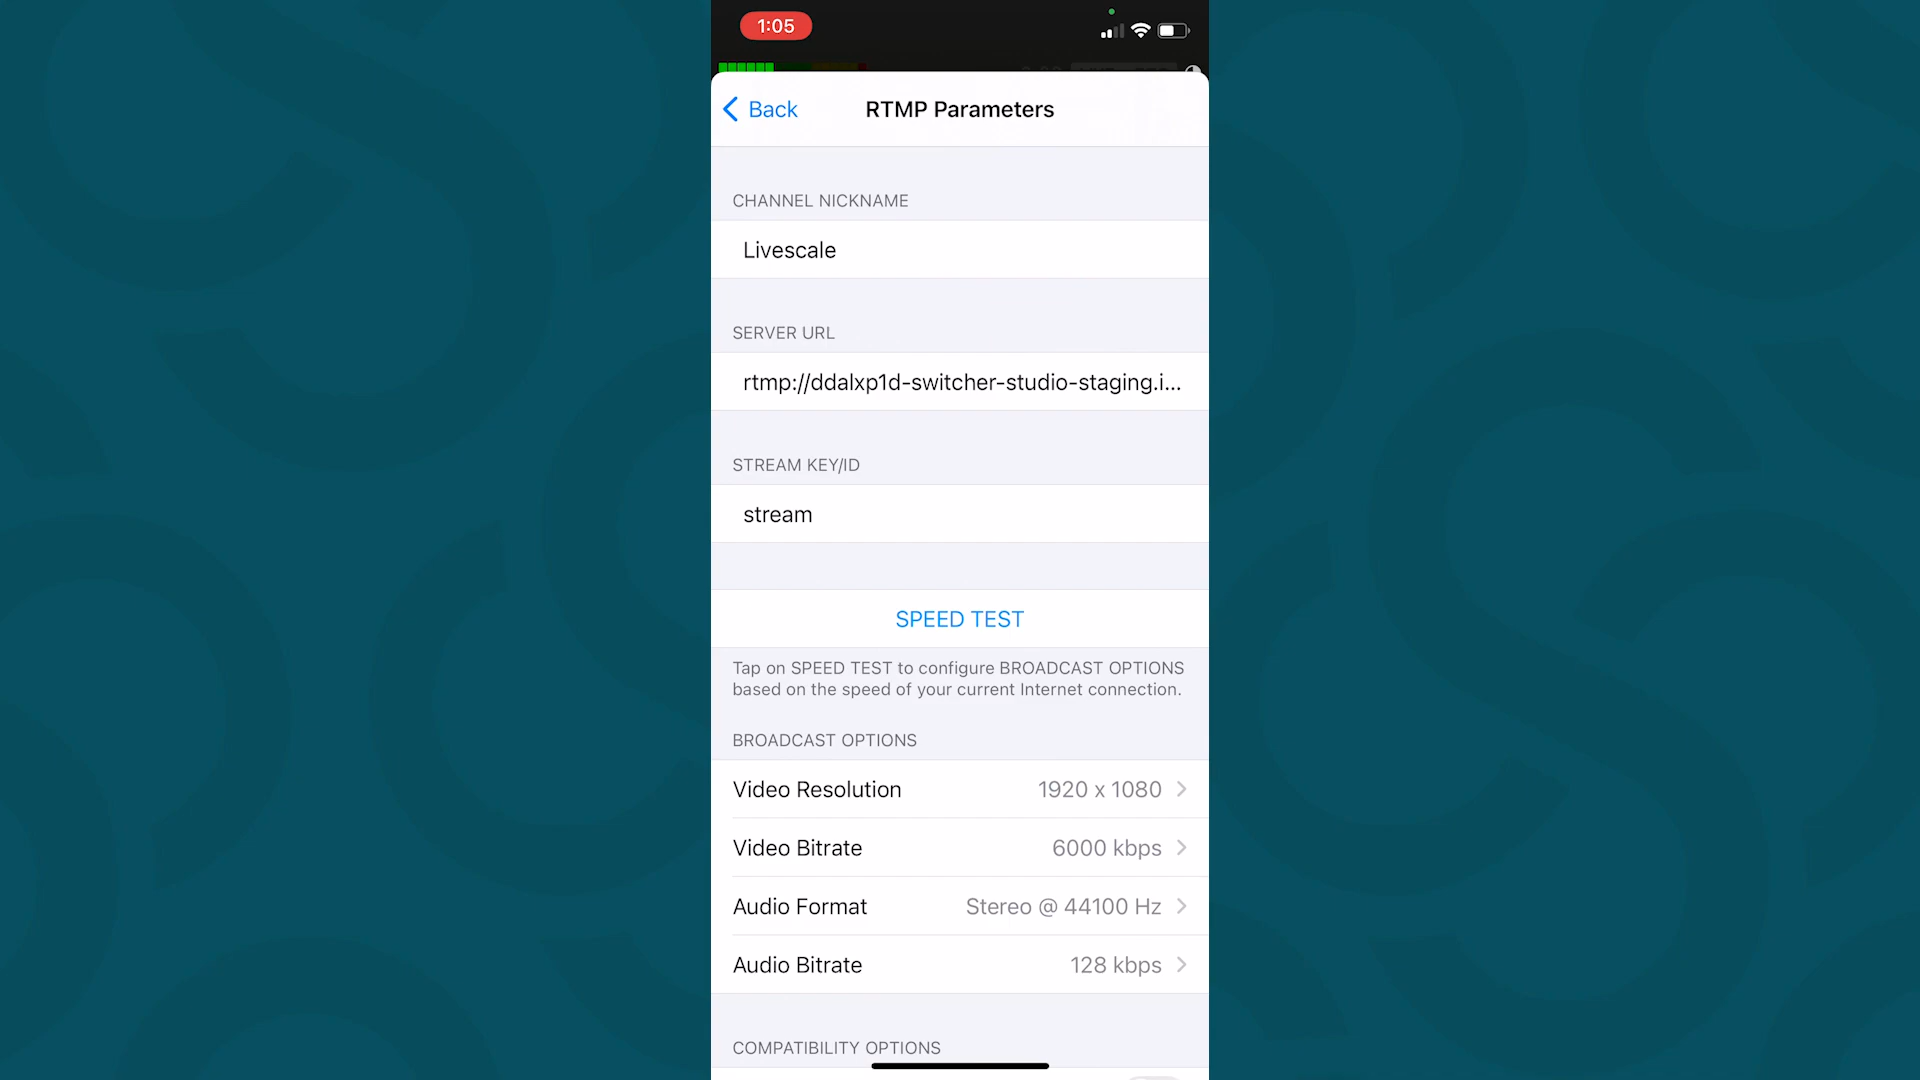 1:05
Back
RTMP Parameters
CHANNEL NICKNAME
Livescale
SERVER URL
rtmp://ddalxp1d-switcher-studio-staging.i...
STREAM KEY/ID
stream
SPEED TEST
Tap on SPEED TEST to configure BROADCAST OPTIONS
based on the speed of your current Internet connection.
BROADCAST OPTIONS
Video Resolution 1920 x 1080
Video Bitrate 6000 kbps
Audio Format Stereo @ 44100 Hz
Audio Bitrate 128 kbps
COMPATIBILITY OPTIONS